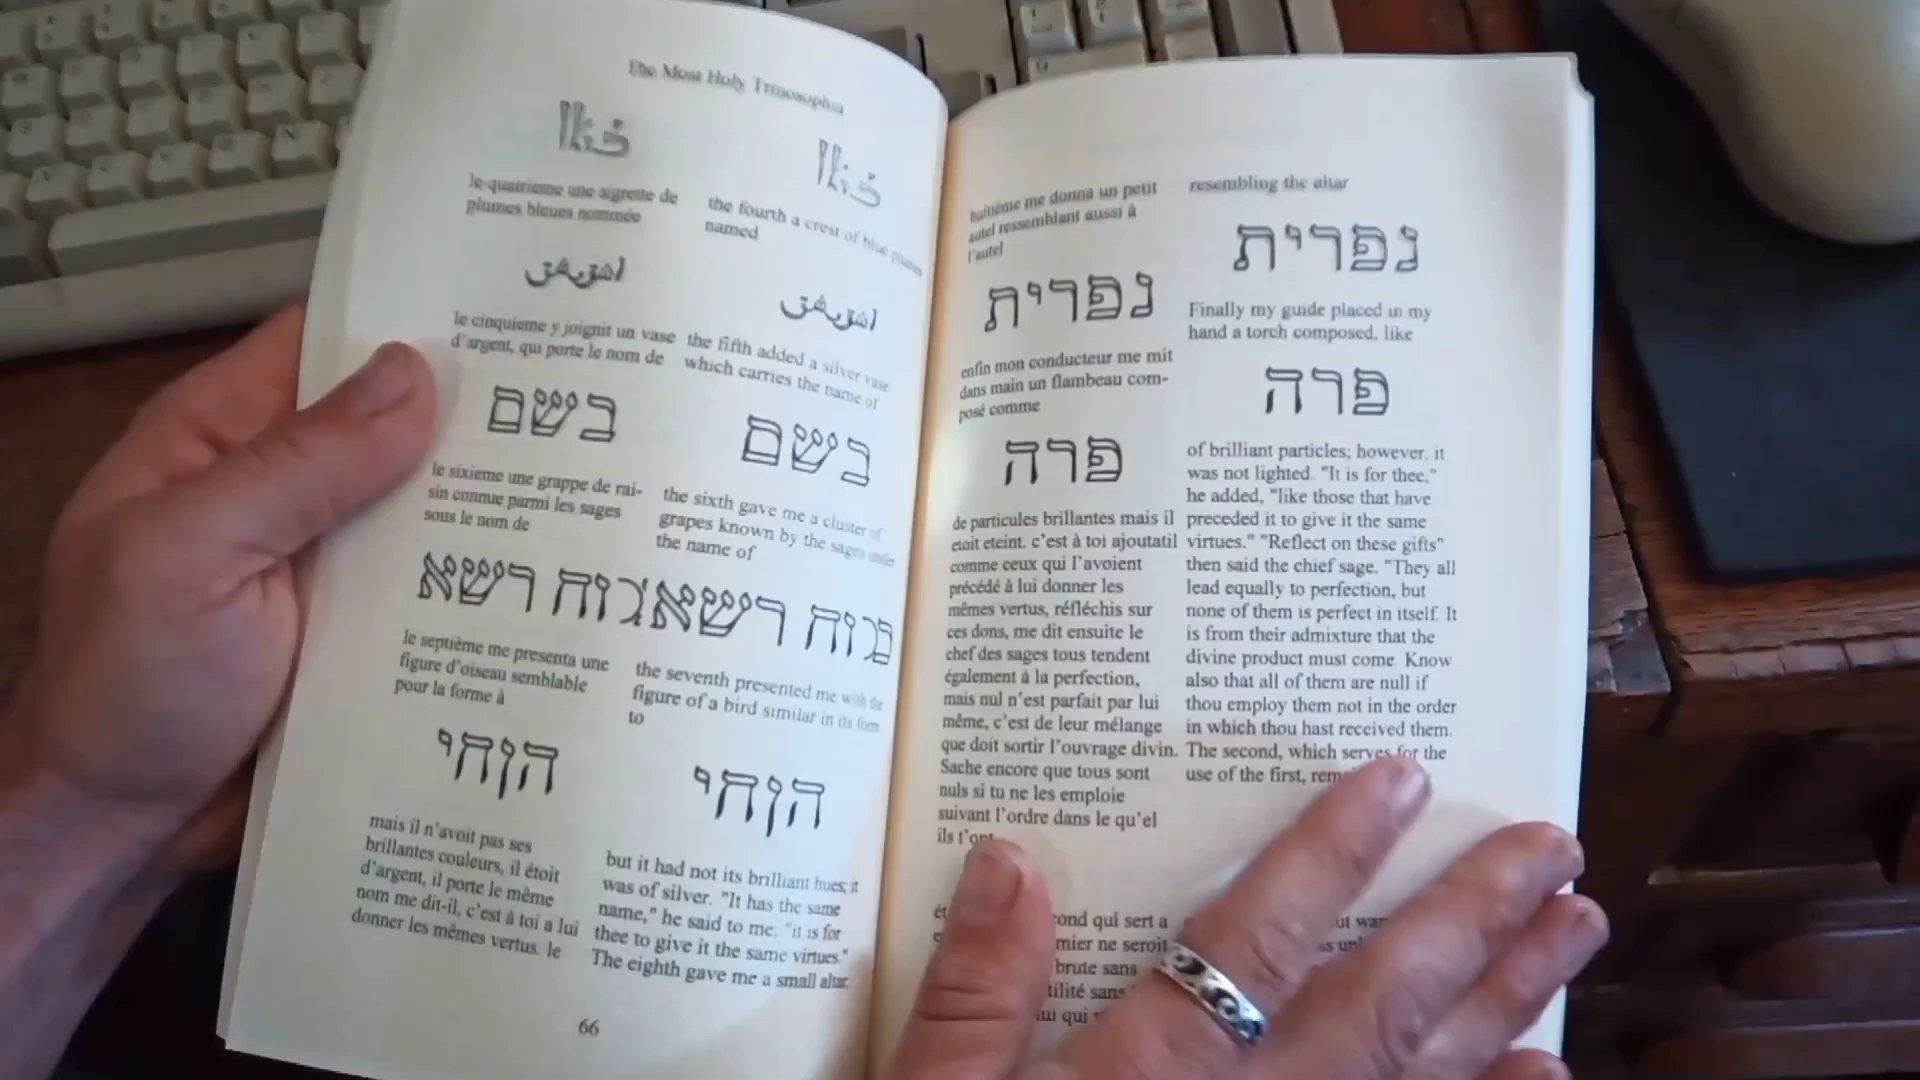 The Most Holy Trinosophia
le quatrieme une aigrette de
plumes bleues nommée
le cinquieme y joignit un vase
d'argent, qui porte le nom de
בשם
le sixieme une grappe de rai-
sin connue parmi les sages
sous le nom de
le septième me presenta une
figure d'oiseau semblable
pour la forme à
mais il n'avoit pas ses
brillantes couleurs, il étoit
d'argent, il porte le même
nom me dit-il, c'est à toi a lui
donner les mêmes vertus. le
the fourth a crest of blue plumes
named
the fifth added a silver vase
which carries the name of
בשם
the sixth gave me a cluster of
grapes known by the sages under
the name of
the seventh presented me with the
figure of a bird similar in its form
to
but it had not its brilliant hues; it
was of silver. "It has the same
name," he said to me, "it is for
thee to give it the same virtues."
The eighth gave me a small altar,
66
huitième me donna un petit
autel ressemblant aussi à
l'autel
נפרית
enfin mon conducteur me mit
dans main un flambeau com-
posé comme
פרה
de particules brillantes mais il
etoit eteint. c'est à toi ajoutatil
comme ceux qui l'avoient
précédé à lui donner les
mêmes vertus, réfléchis sur
ces dons, me dit ensuite le
chef des sages tous tendent
également à la perfection,
mais nul n'est parfait par lui
même, c'est de leur mélange
que doit sortir l'ouvrage divin.
Sache encore que tous sont
nuls si tu ne les emploie
suivant l'ordre dans le qu'el
ils t'ont
qui sert a
ne seroit
brute sans
sans
qui
resembling the altar
נפרית
Finally my guide placed in my
hand a torch composed, like
פרה
of brilliant particles; however, it
was not lighted. "It is for thee,"
he added, "like those that have
preceded it to give it the same
virtues." "Reflect on these gifts"
then said the chief sage, "They all
lead equally to perfection, but
none of them is perfect in itself. It
is from their admixture that the
divine product must come. Know
also that all of them are null if
thou employ them not in the order
in which thou hast received them.
The second, which serves for the
use of the first,